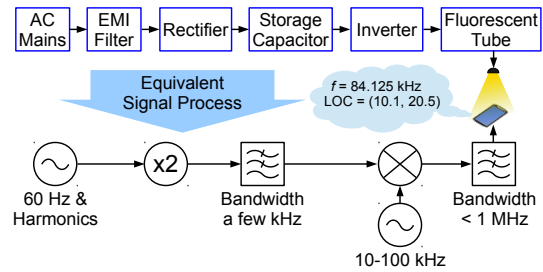 AC
Mains
EMI
Filter
Rectifier
Storage
Capacitor
Inverter
Fluorescent
Tube
Equivalent
Signal Process
f = 84.125 kHz
LOC = (10.1, 20.5)
x2
60 Hz &
Harmonics
Bandwidth
a few kHz
10-100 kHz
Bandwidth
< 1 MHz